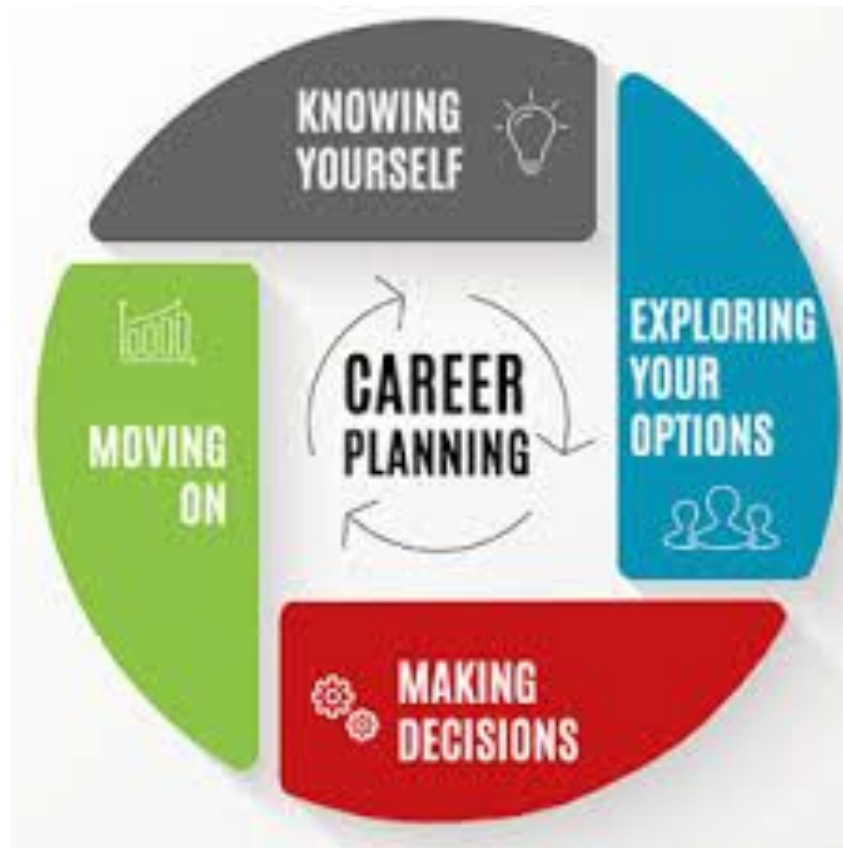 KNOWING
YOURSELF
EXPLORING
YOUR
OPTIONS
MAKING
DECISIONS
MOVING
ON
CAREER
PLANNING